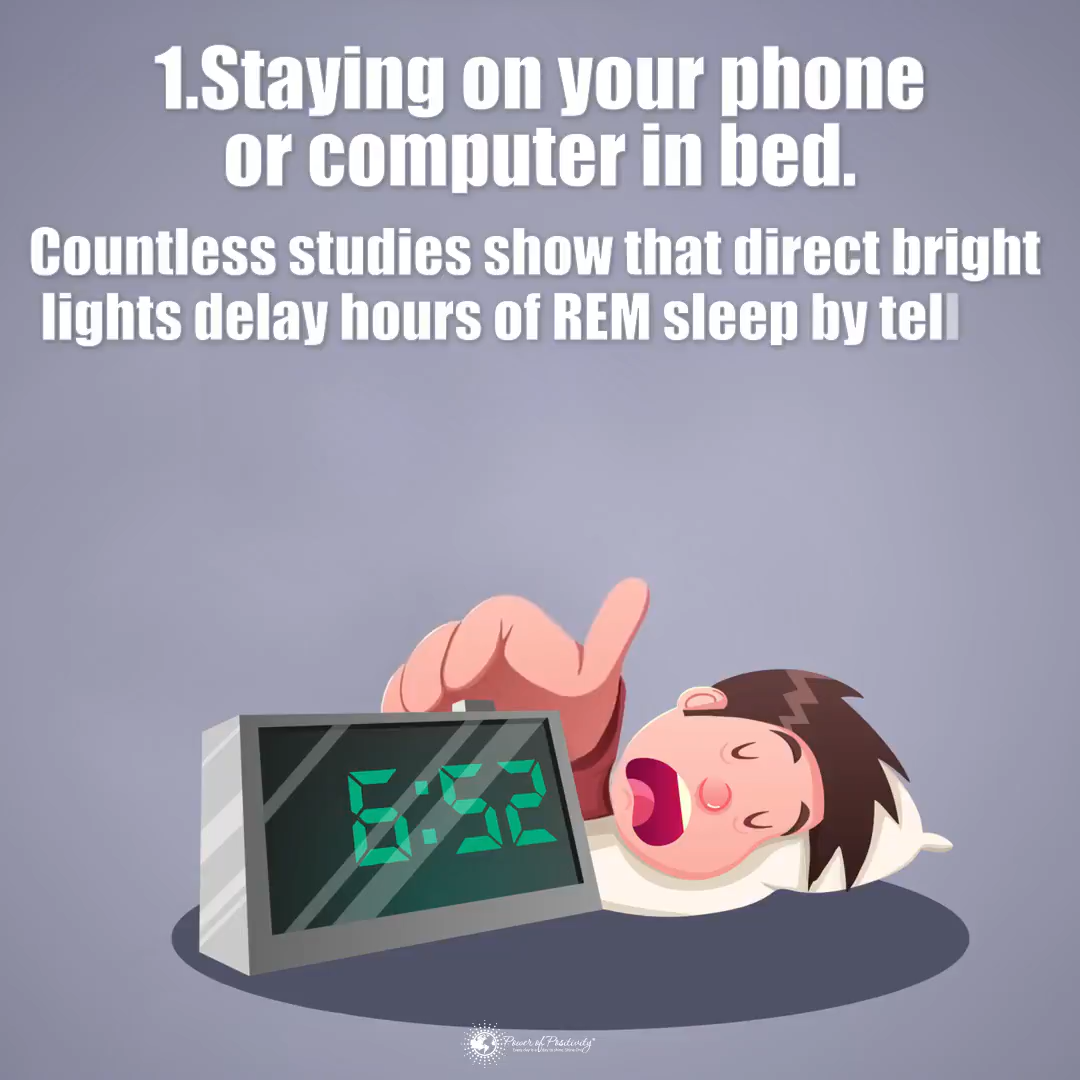 1.Staying on your phone
or computer in bed.
Countless studies show that direct bright
lights delay hours of REM sleep by tell
6:52
Power of Positivity